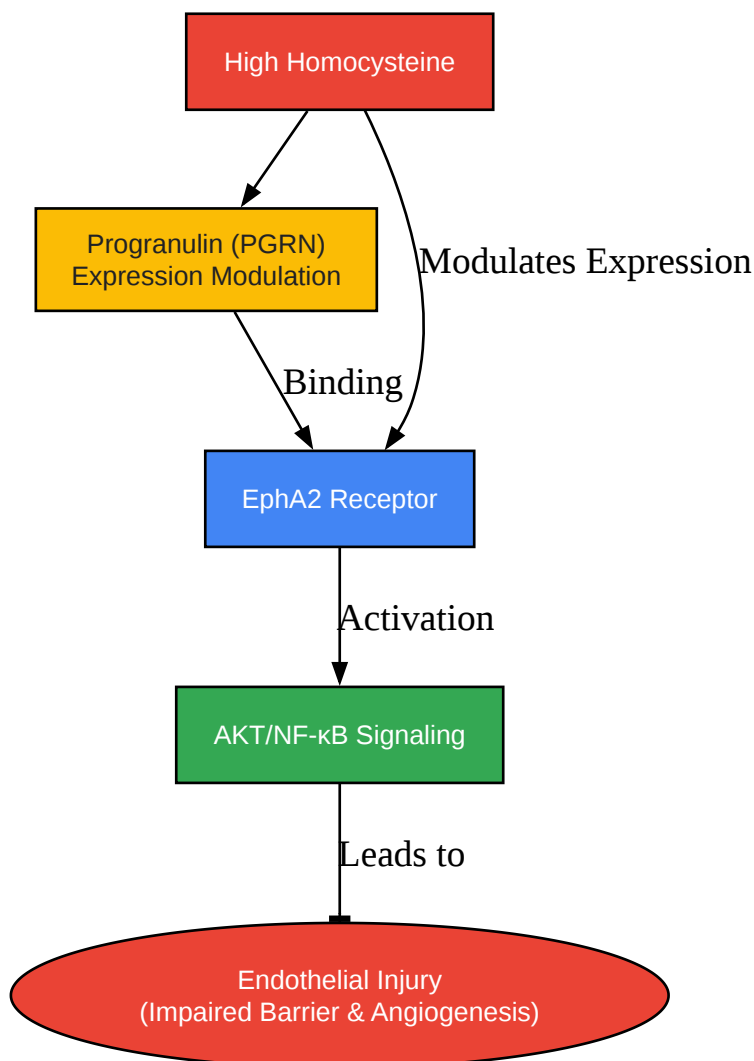 High Homocysteine
Progranulin (PGRN)
Expression Modulation
Modulates Expression
Binding
EphA2 Receptor
Activation
AKT/NF-κB Signaling
Leads to
Endothelial Injury
(Impaired Barrier & Angiogenesis)